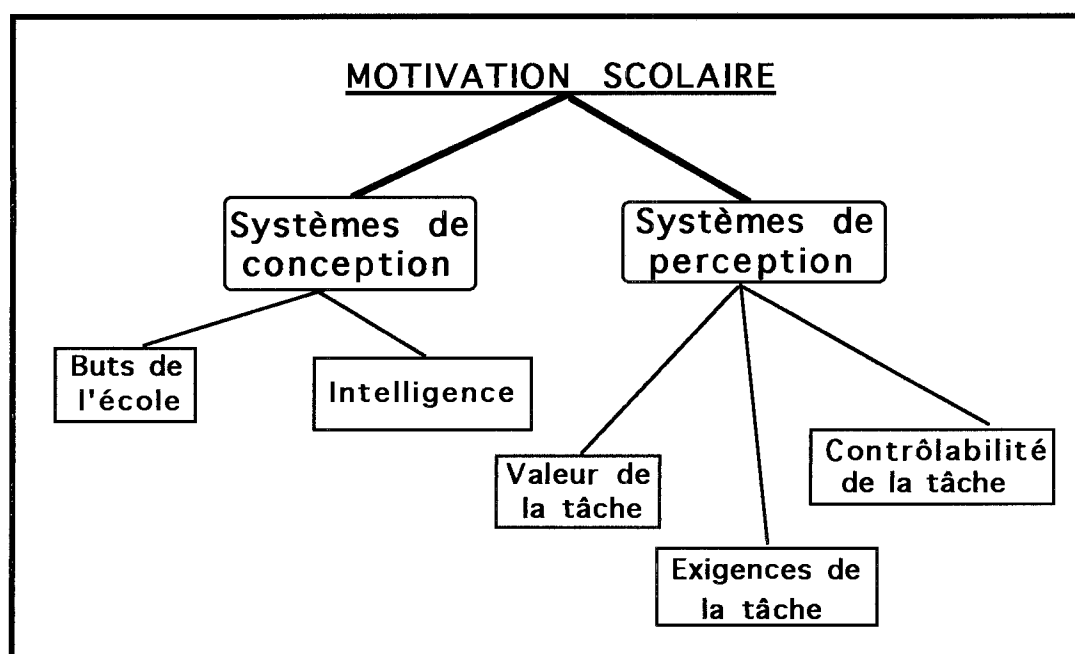 MOTIVATION SCOLAIRE
Systèmes de
conception
Systèmes de
perception
Buts de
l'école
Intelligence
Valeur de
la tâche
Exigences de
la tâche
Contrôlabilité
de la tâche